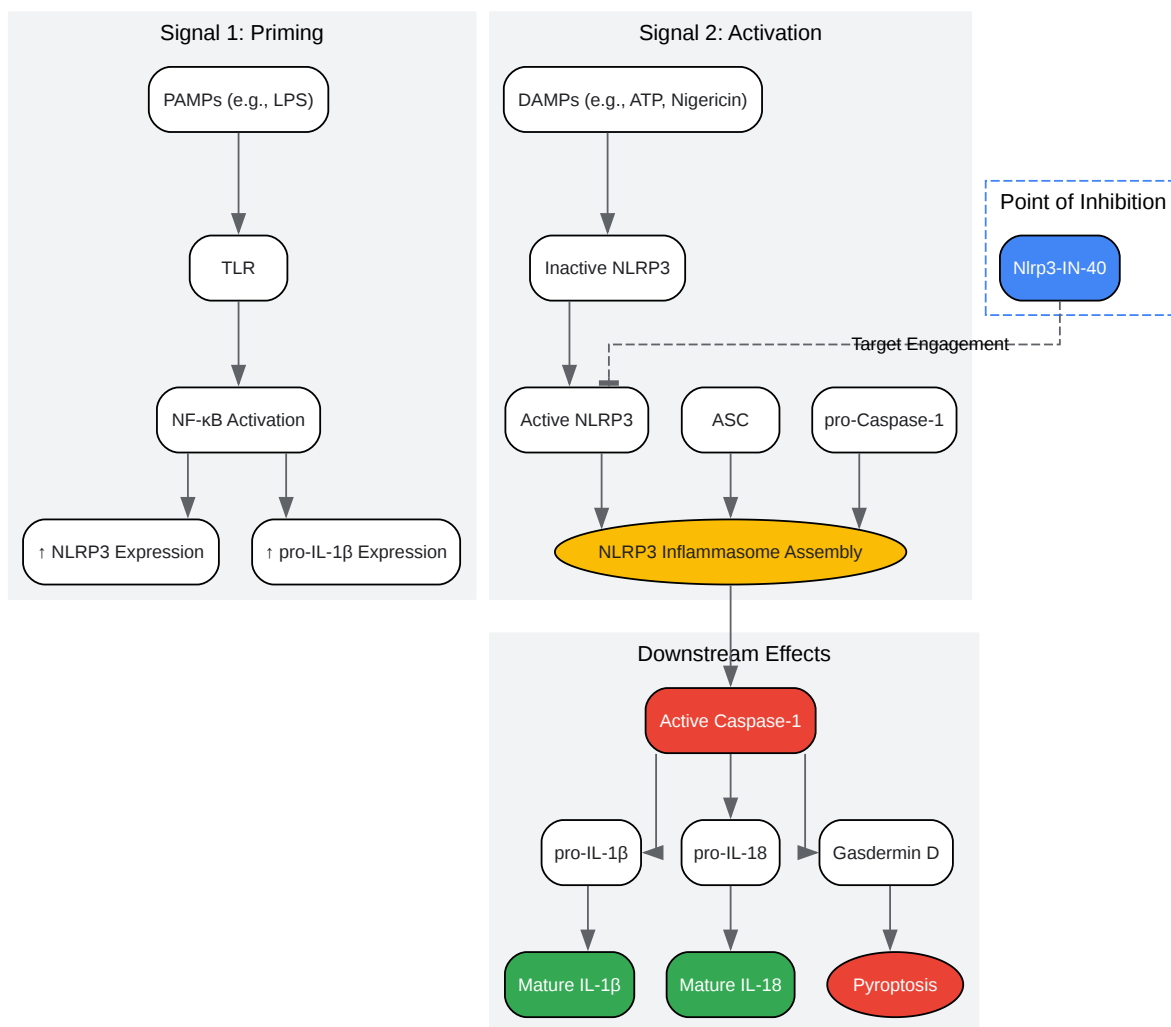 Signal 1: Priming
PAMPs (e.g., LPS)
TLR
NF-κB Activation
↑ NLRP3 Expression
↑ pro-IL-1β Expression
Signal 2: Activation
DAMPs (e.g., ATP, Nigericin)
Inactive NLRP3
Point of Inhibition
Nlrp3-IN-40
Target Engagement
Active NLRP3
ASC
pro-Caspase-1
NLRP3 Inflammasome Assembly
Downstream Effects
Active Caspase-1
pro-IL-1β
pro-IL-18
Gasdermin D
Mature IL-1β
Mature IL-18
Pyroptosis